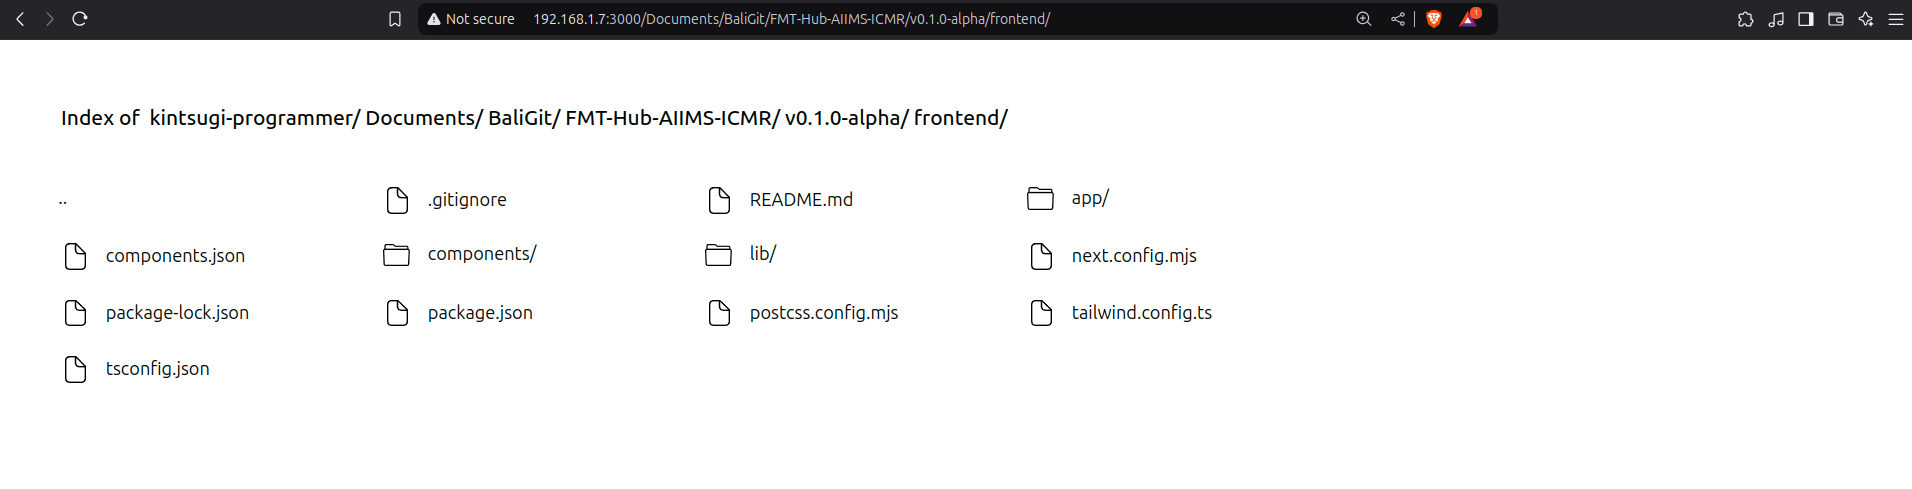 Not secure 192.168.1.7:3000/Documents/BaliGit/FMT-Hub-AIIMS-ICMR/v0.1.0-alpha/frontend/ 1
Index of kintsugi-programmer/ Documents/ BaliGit/ FMT-Hub-AIIMS-ICMR/ v0.1.0-alpha/ frontend/
.. .gitignore README.md app/
components.json components/ lib/ next.config.mjs
package-lock.json package.json postcss.config.mjs tailwind.config.ts
tsconfig.json